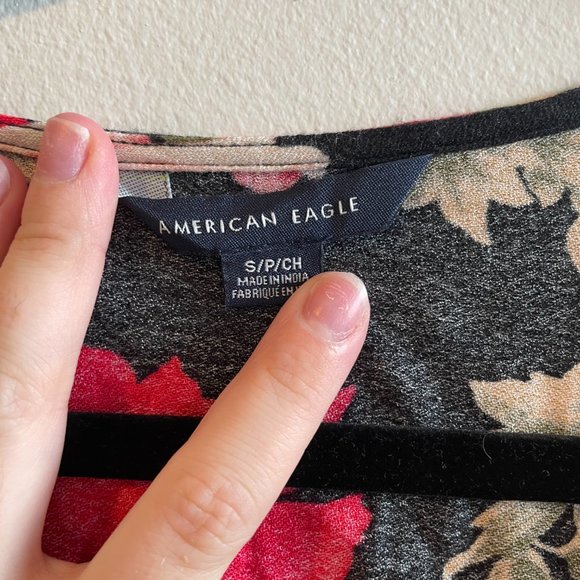 AMERICAN EAGLE
S/P/CH
MADE IN INDIA
FABRIQUE EN